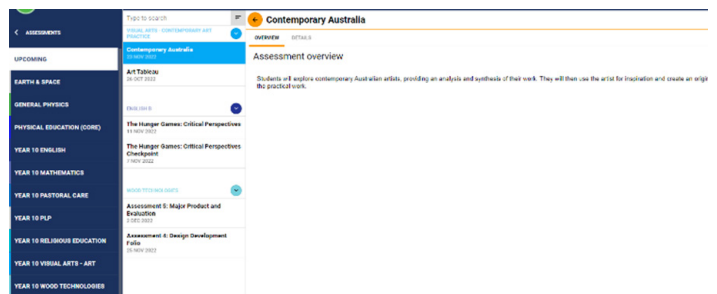 ASSESSMENTS
UPCOMING
EARTH & SPACE
GENERAL PHYSICS
PHYSICAL EDUCATION (CORE)
YEAR 10 ENGLISH
YEAR 10 MATHEMATICS
YEAR 10 PASTORAL CARE
YEAR 10 PLP
YEAR 10 RELIGIOUS EDUCATION
YEAR 10 VISUAL ARTS - ART
YEAR 10 WOOD TECHNOLOGIES
Type to search
VISUAL ARTS - CONTEMPORARY ART
PRACTICE
Contemporary Australia
NOV 2022
Art Tableau
OCT 2022
ENGLISH
The Hunger Games: Critical Perspectives
11 NOV 2022
The Hunger Games: Critical Perspectives
Checkpoint
7 NOV 2022
WOOD TECHNOLOGIES
Assessment 5: Major Product and
Evaluation
2 DEC 2022
Assessment 4: Design Development
Folio
25 NOV 2022
Contemporary Australia
OVERVIEW DETAILS
Assessment overview
Students will explore contemporary Australian artists, providing an analysis and synthesis of their work. They will then use the artist for inspiration and create an
the practical work.